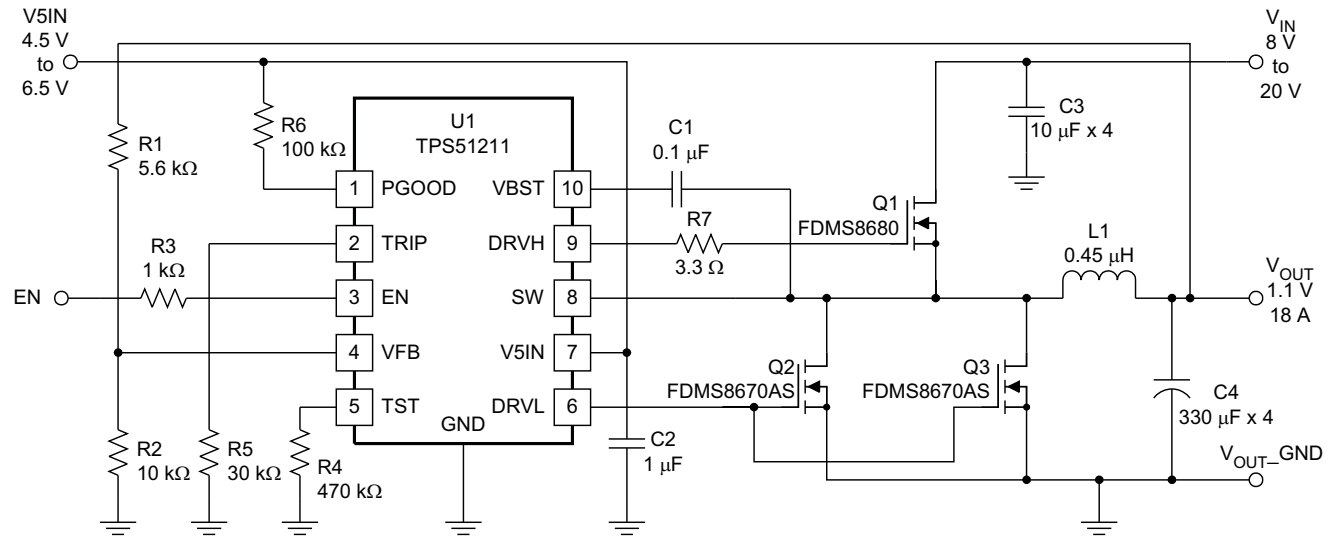 V5IN
4.5 V
to
6.5 V
V_IN
8 V
to
20 V
R1
5.6 kΩ
R6
100 kΩ
U1
TPS51211
C1
0.1 μF
C3
10 μF x 4
1 PGOOD
VBST 10
Q1
FDMS8680
R7
3.3 Ω
2 TRIP
DRVH 9
R3
1 kΩ
L1
0.45 μH
EN
3 EN
SW 8
V_OUT
1.1 V
18 A
4 VFB
V5IN 7
Q2
FDMS8670AS
Q3
FDMS8670AS
5 TST
DRVL 6
GND
C4
330 μF x 4
R2
10 kΩ
R5
30 kΩ
R4
470 kΩ
C2
1 μF
V_OUT_GND